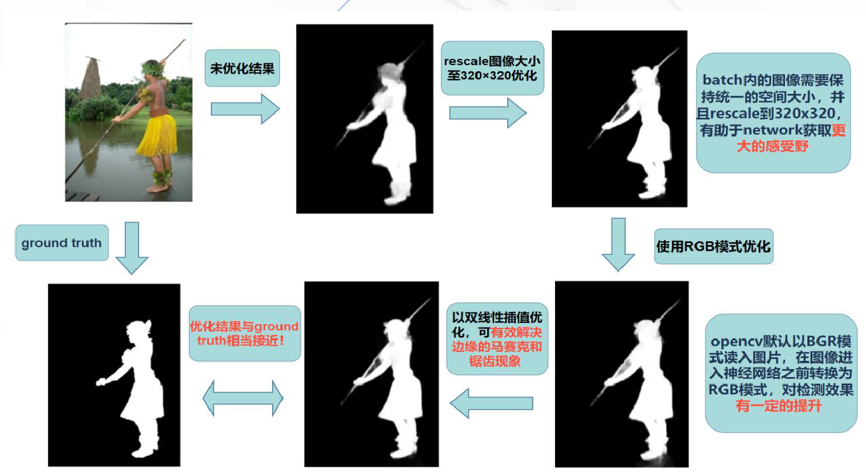 未优化结果
rescale图像大小
至320×320优化
batch内的图像需要保
持统一的空间大小，并
且rescale到320x320，
有助于network获取更
大的感受野
ground truth
使用RGB模式优化
优化结果与ground
truth相当接近！
以双线性插值优
化，可有效解决
边缘的马赛克和
锯齿现象
opencv默认以BGR模
式读入图片，在图像进
入神经网络之前转换为
RGB模式，对检测效果
有一定的提升